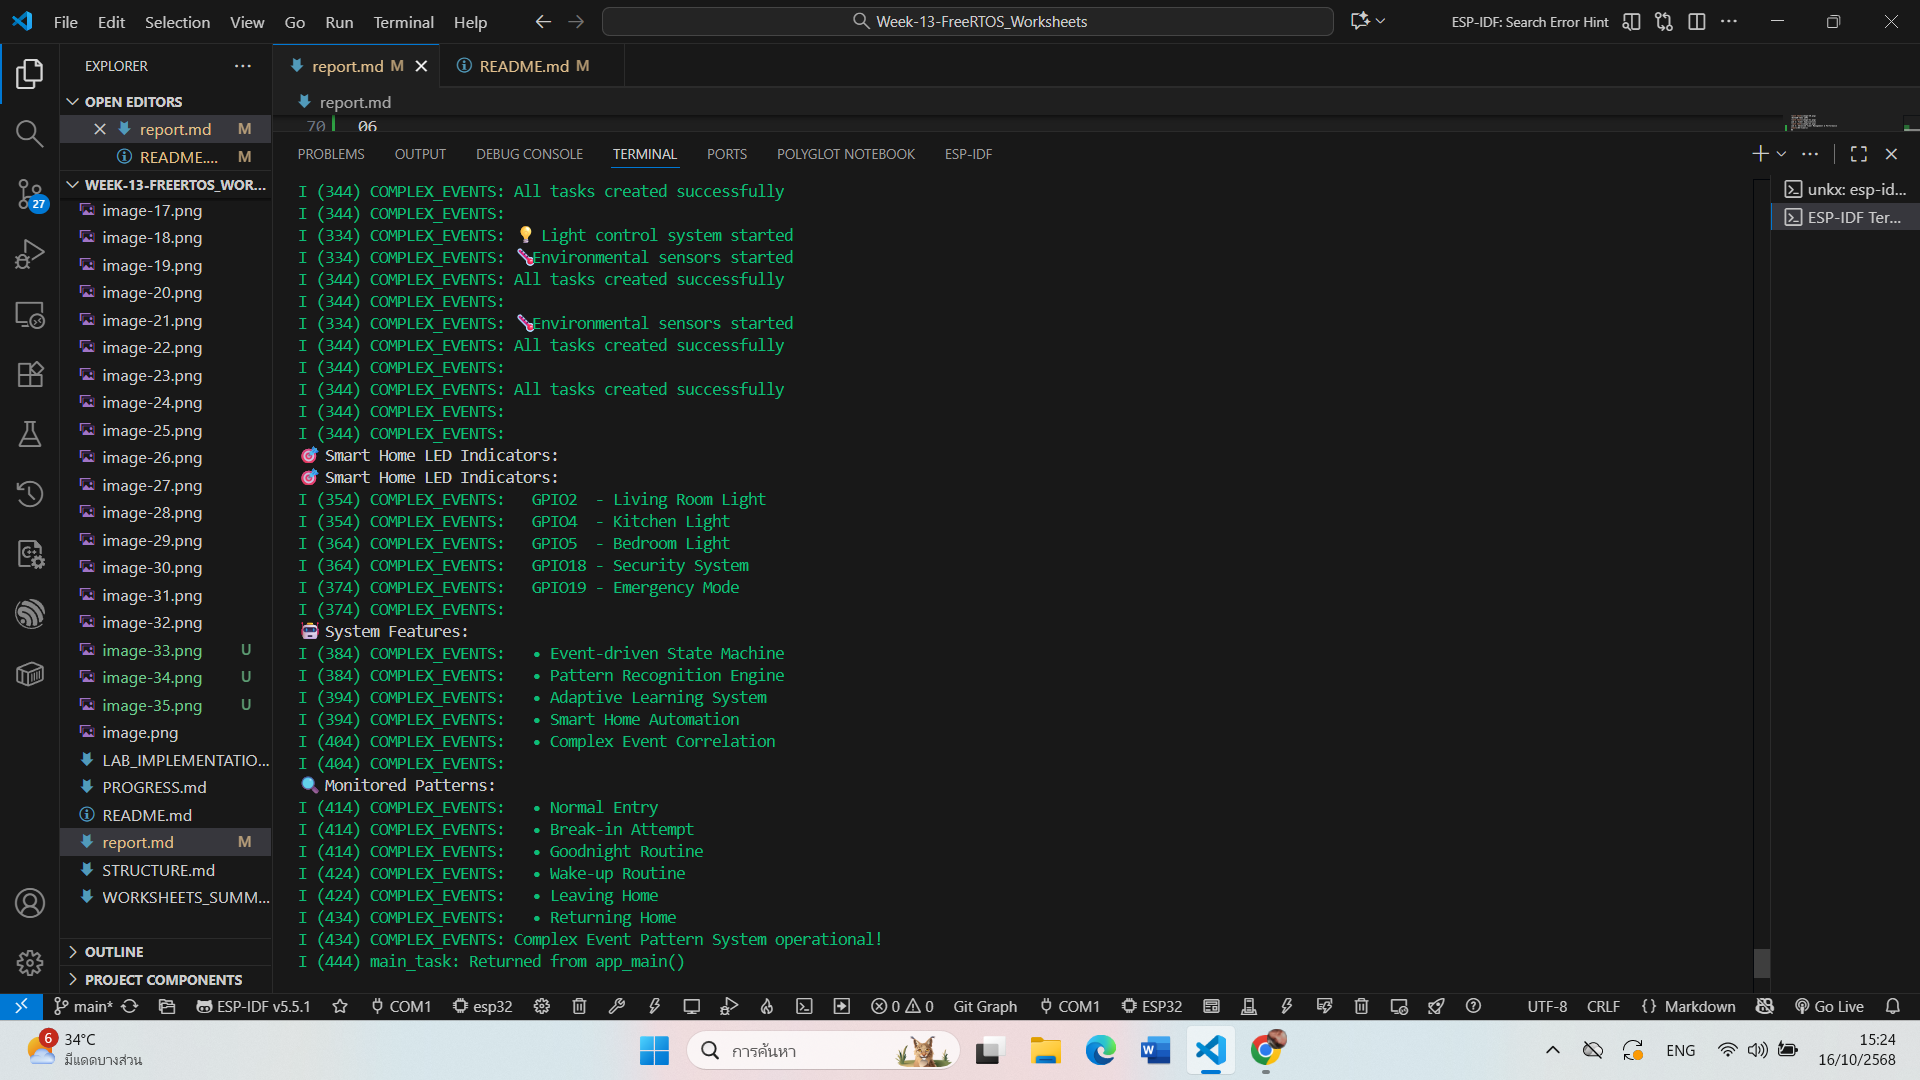 File Edit Selection View Go Run Terminal Help
Week-13-FreeRTOS_Worksheets
ESP-IDF: Search Error Hint
EXPLORER
OPEN EDITORS
report.md M
README.... M
WEEK-13-FREERTOS_WOR...
image-17.png
image-18.png
image-19.png
image-20.png
image-21.png
image-22.png
image-23.png
image-24.png
image-25.png
image-26.png
image-27.png
image-28.png
image-29.png
image-30.png
image-31.png
image-32.png
image-33.png U
image-34.png U
image-35.png U
image.png
LAB_IMPLEMENTATIO...
PROGRESS.md
README.md
report.md M
STRUCTURE.md
WORKSHEETS_SUMM...
OUTLINE
PROJECT COMPONENTS
27
report.md M
README.md M
report.md
70 06
PROBLEMS OUTPUT DEBUG CONSOLE TERMINAL PORTS POLYGLOT NOTEBOOK ESP-IDF
unkx: esp-id...
ESP-IDF Ter...
I (344) COMPLEX_EVENTS: All tasks created successfully
I (344) COMPLEX_EVENTS:
I (334) COMPLEX_EVENTS: 💡 Light control system started
I (334) COMPLEX_EVENTS: 🌡️Environmental sensors started
I (344) COMPLEX_EVENTS: All tasks created successfully
I (344) COMPLEX_EVENTS:
I (334) COMPLEX_EVENTS: 🌡️Environmental sensors started
I (344) COMPLEX_EVENTS: All tasks created successfully
I (344) COMPLEX_EVENTS:
I (344) COMPLEX_EVENTS: All tasks created successfully
I (344) COMPLEX_EVENTS:
I (344) COMPLEX_EVENTS:
🎯 Smart Home LED Indicators:
🎯 Smart Home LED Indicators:
I (354) COMPLEX_EVENTS:   GPIO2  - Living Room Light
I (354) COMPLEX_EVENTS:   GPIO4  - Kitchen Light
I (364) COMPLEX_EVENTS:   GPIO5  - Bedroom Light
I (364) COMPLEX_EVENTS:   GPIO18 - Security System
I (374) COMPLEX_EVENTS:   GPIO19 - Emergency Mode
I (374) COMPLEX_EVENTS:
🤖 System Features:
I (384) COMPLEX_EVENTS:   • Event-driven State Machine
I (384) COMPLEX_EVENTS:   • Pattern Recognition Engine
I (394) COMPLEX_EVENTS:   • Adaptive Learning System
I (394) COMPLEX_EVENTS:   • Smart Home Automation
I (404) COMPLEX_EVENTS:   • Complex Event Correlation
I (404) COMPLEX_EVENTS:
🔍 Monitored Patterns:
I (414) COMPLEX_EVENTS:   • Normal Entry
I (414) COMPLEX_EVENTS:   • Break-in Attempt
I (414) COMPLEX_EVENTS:   • Goodnight Routine
I (424) COMPLEX_EVENTS:   • Wake-up Routine
I (424) COMPLEX_EVENTS:   • Leaving Home
I (434) COMPLEX_EVENTS:   • Returning Home
I (434) COMPLEX_EVENTS: Complex Event Pattern System operational!
I (444) main_task: Returned from app_main()
main* ESP-IDF v5.5.1 COM1 esp32 0 0 Git Graph COM1 ESP32 UTF-8 CRLF {} Markdown Go Live
6 34°C
มีแดดบางส่วน
การค้นหา
ENG
15:24
16/10/2568